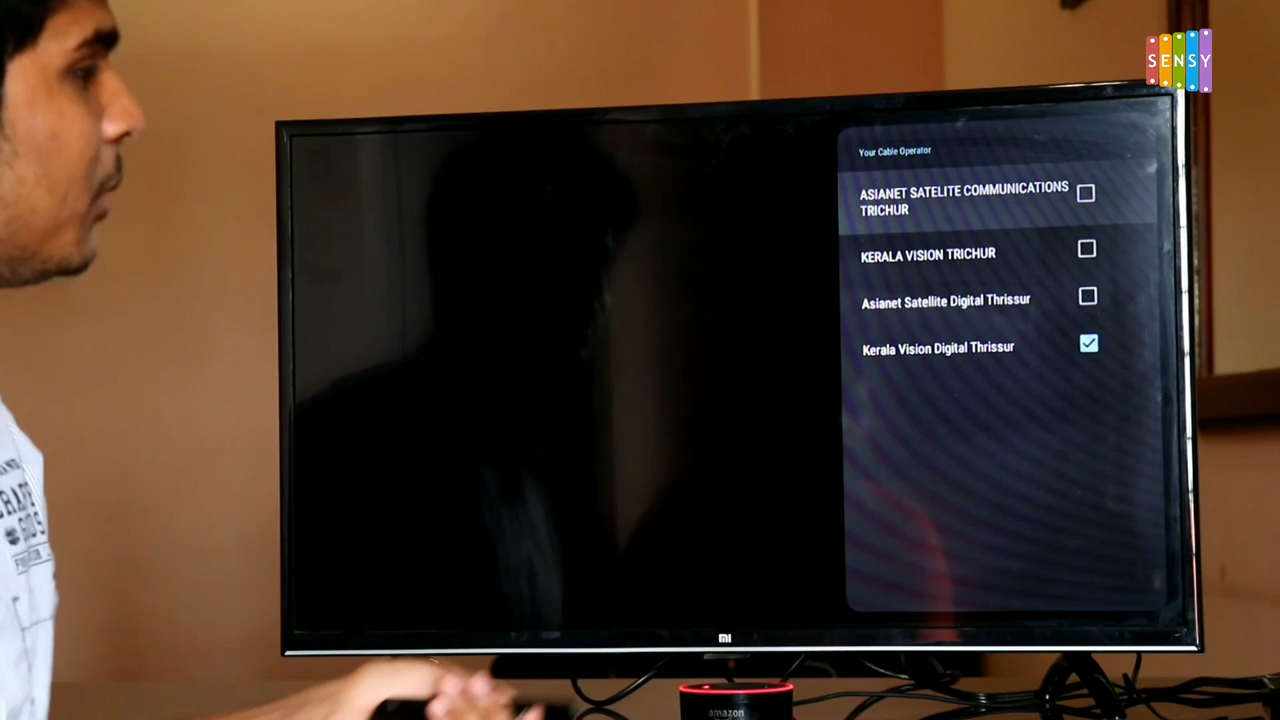 SENSY
Your Cable Operator
ASIANET SATELITE COMMUNICATIONS
TRICHUR
KERALA VISION TRICHUR
Asianet Satellite Digital Thrissur
Kerala Vision Digital Thrissur
mi
amazon